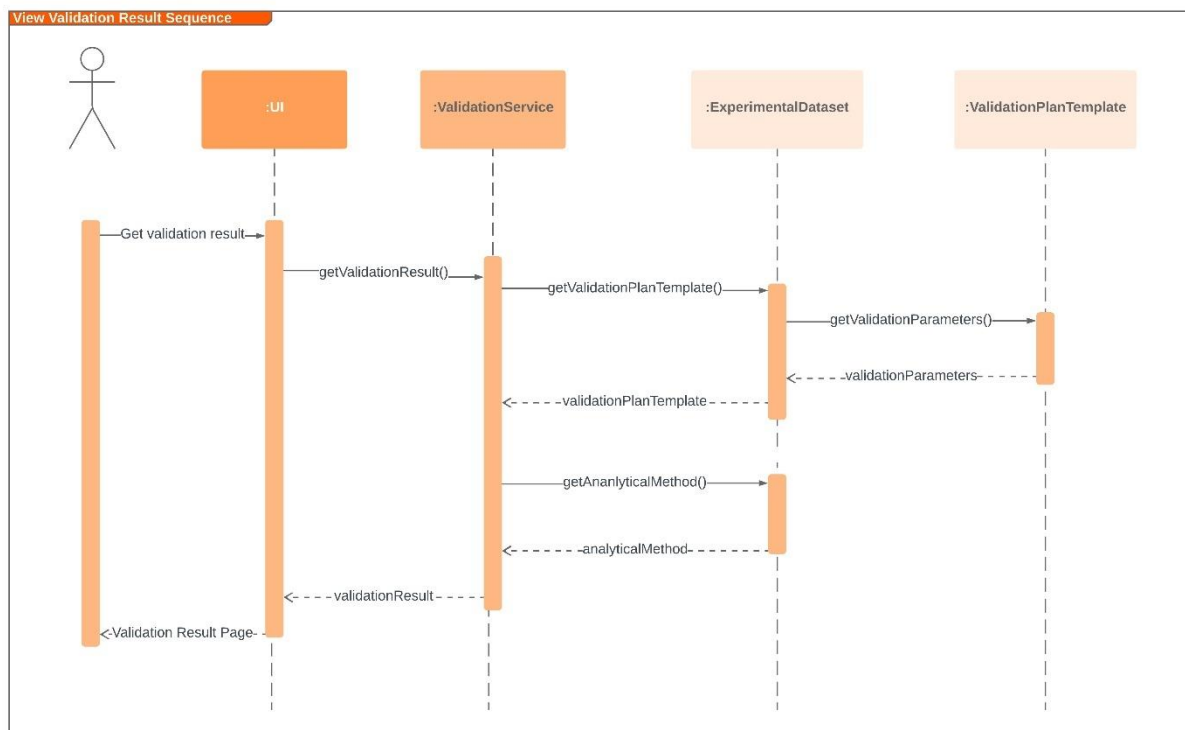 View Validation Result Sequence
:UI
:ValidationService
:ExperimentalDataset
:ValidationPlanTemplate
Get validation result
getValidationResult()
getValidationPlanTemplate()
getValidationParameters()
validationParameters
validationPlanTemplate
getAnanlyticalMethod()
analyticalMethod
validationResult
Validation Result Page